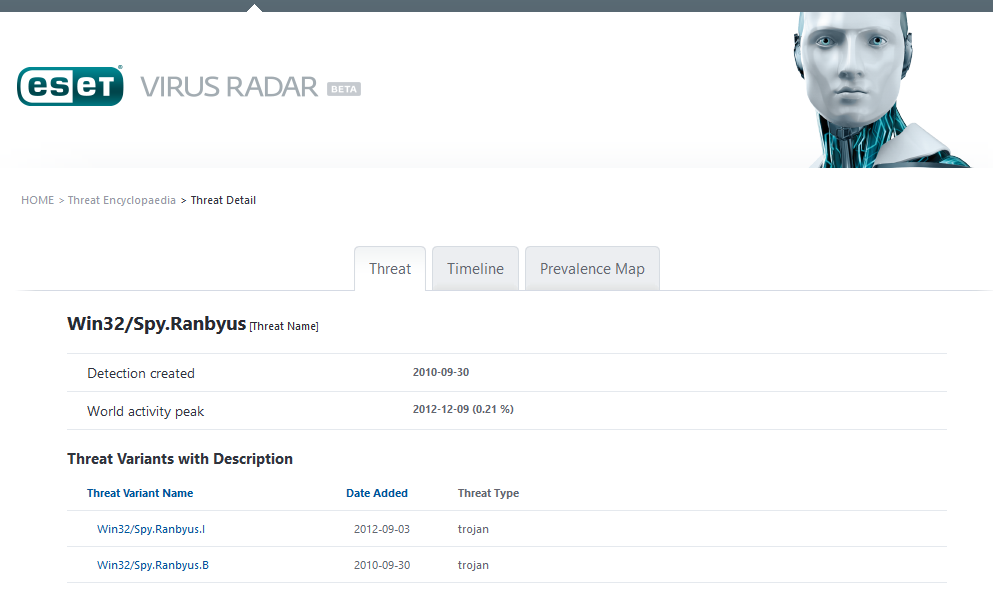 eset® VIRUS RADAR BETA
HOME > Threat Encyclopaedia > Threat Detail
Threat Timeline Prevalence Map
Win32/Spy.Ranbyus [Threat Name]
Detection created 2010-09-30
World activity peak 2012-12-09 (0.21 %)
Threat Variants with Description
Threat Variant Name Date Added Threat Type
Win32/Spy.Ranbyus.I 2012-09-03 trojan
Win32/Spy.Ranbyus.B 2010-09-30 trojan